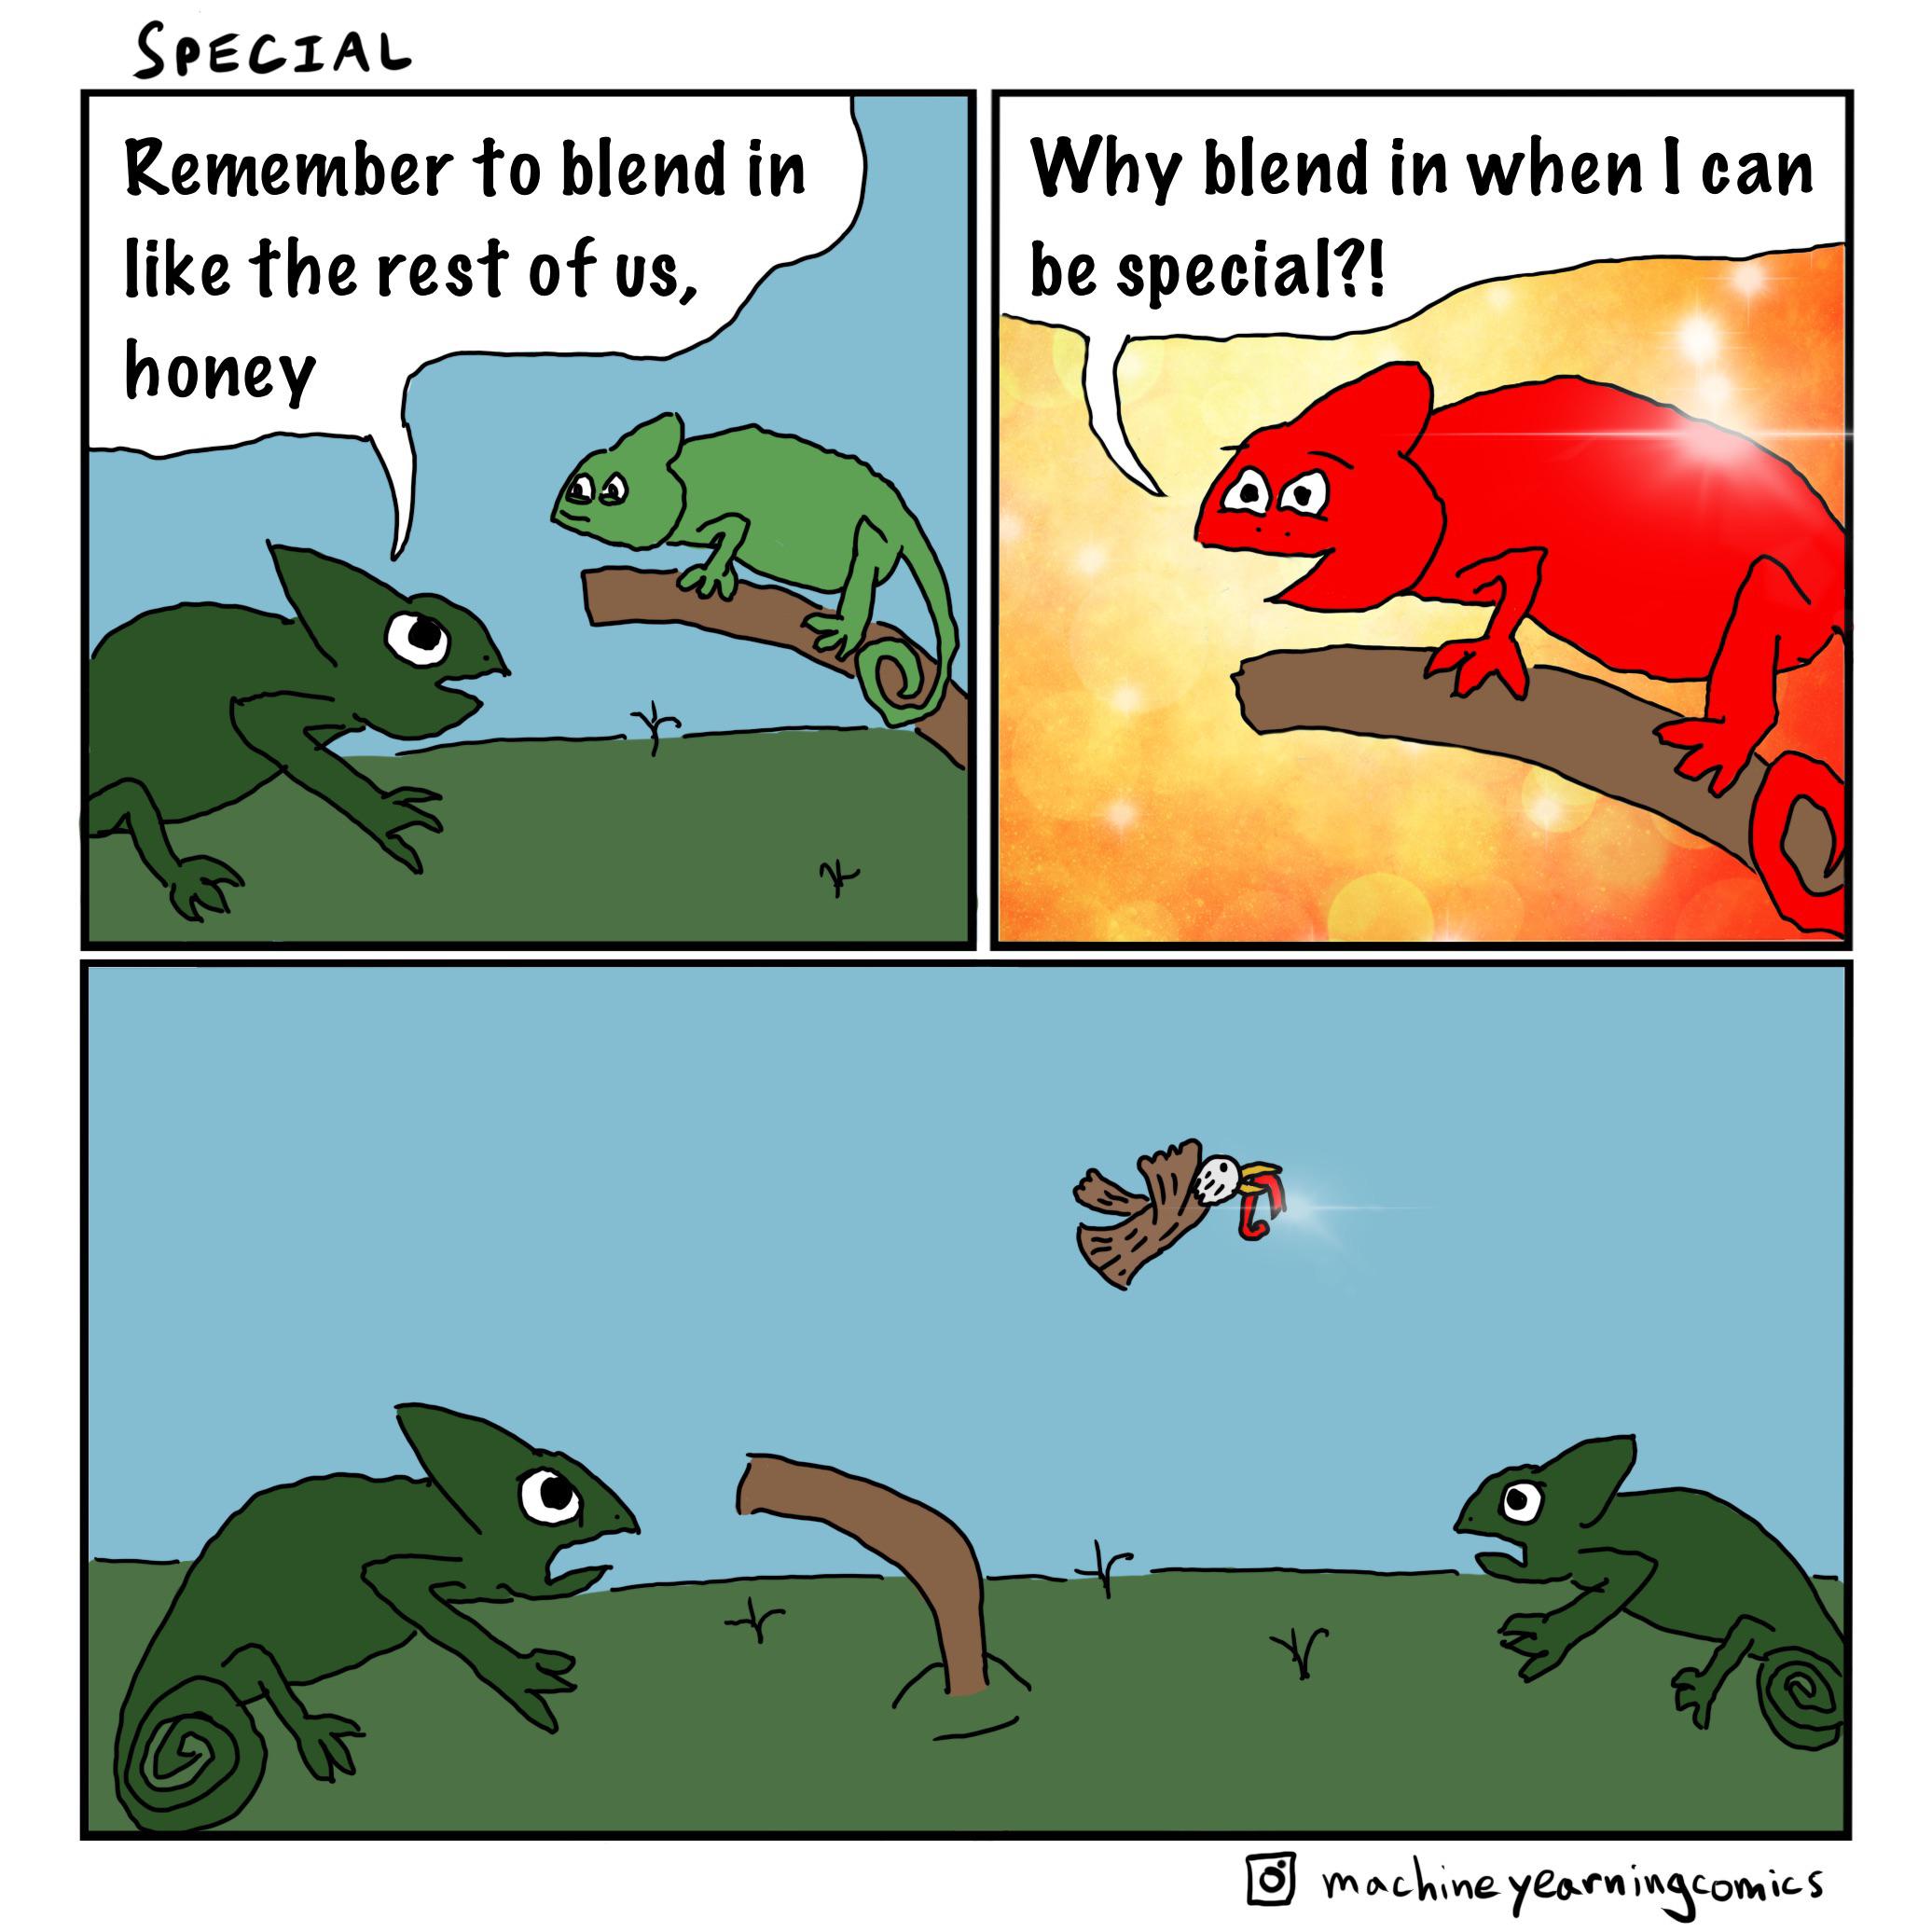 SPECIAL
Remember to blend in
like the rest of us,
honey
Why blend in when I can
be special?!
machineyearningcomics